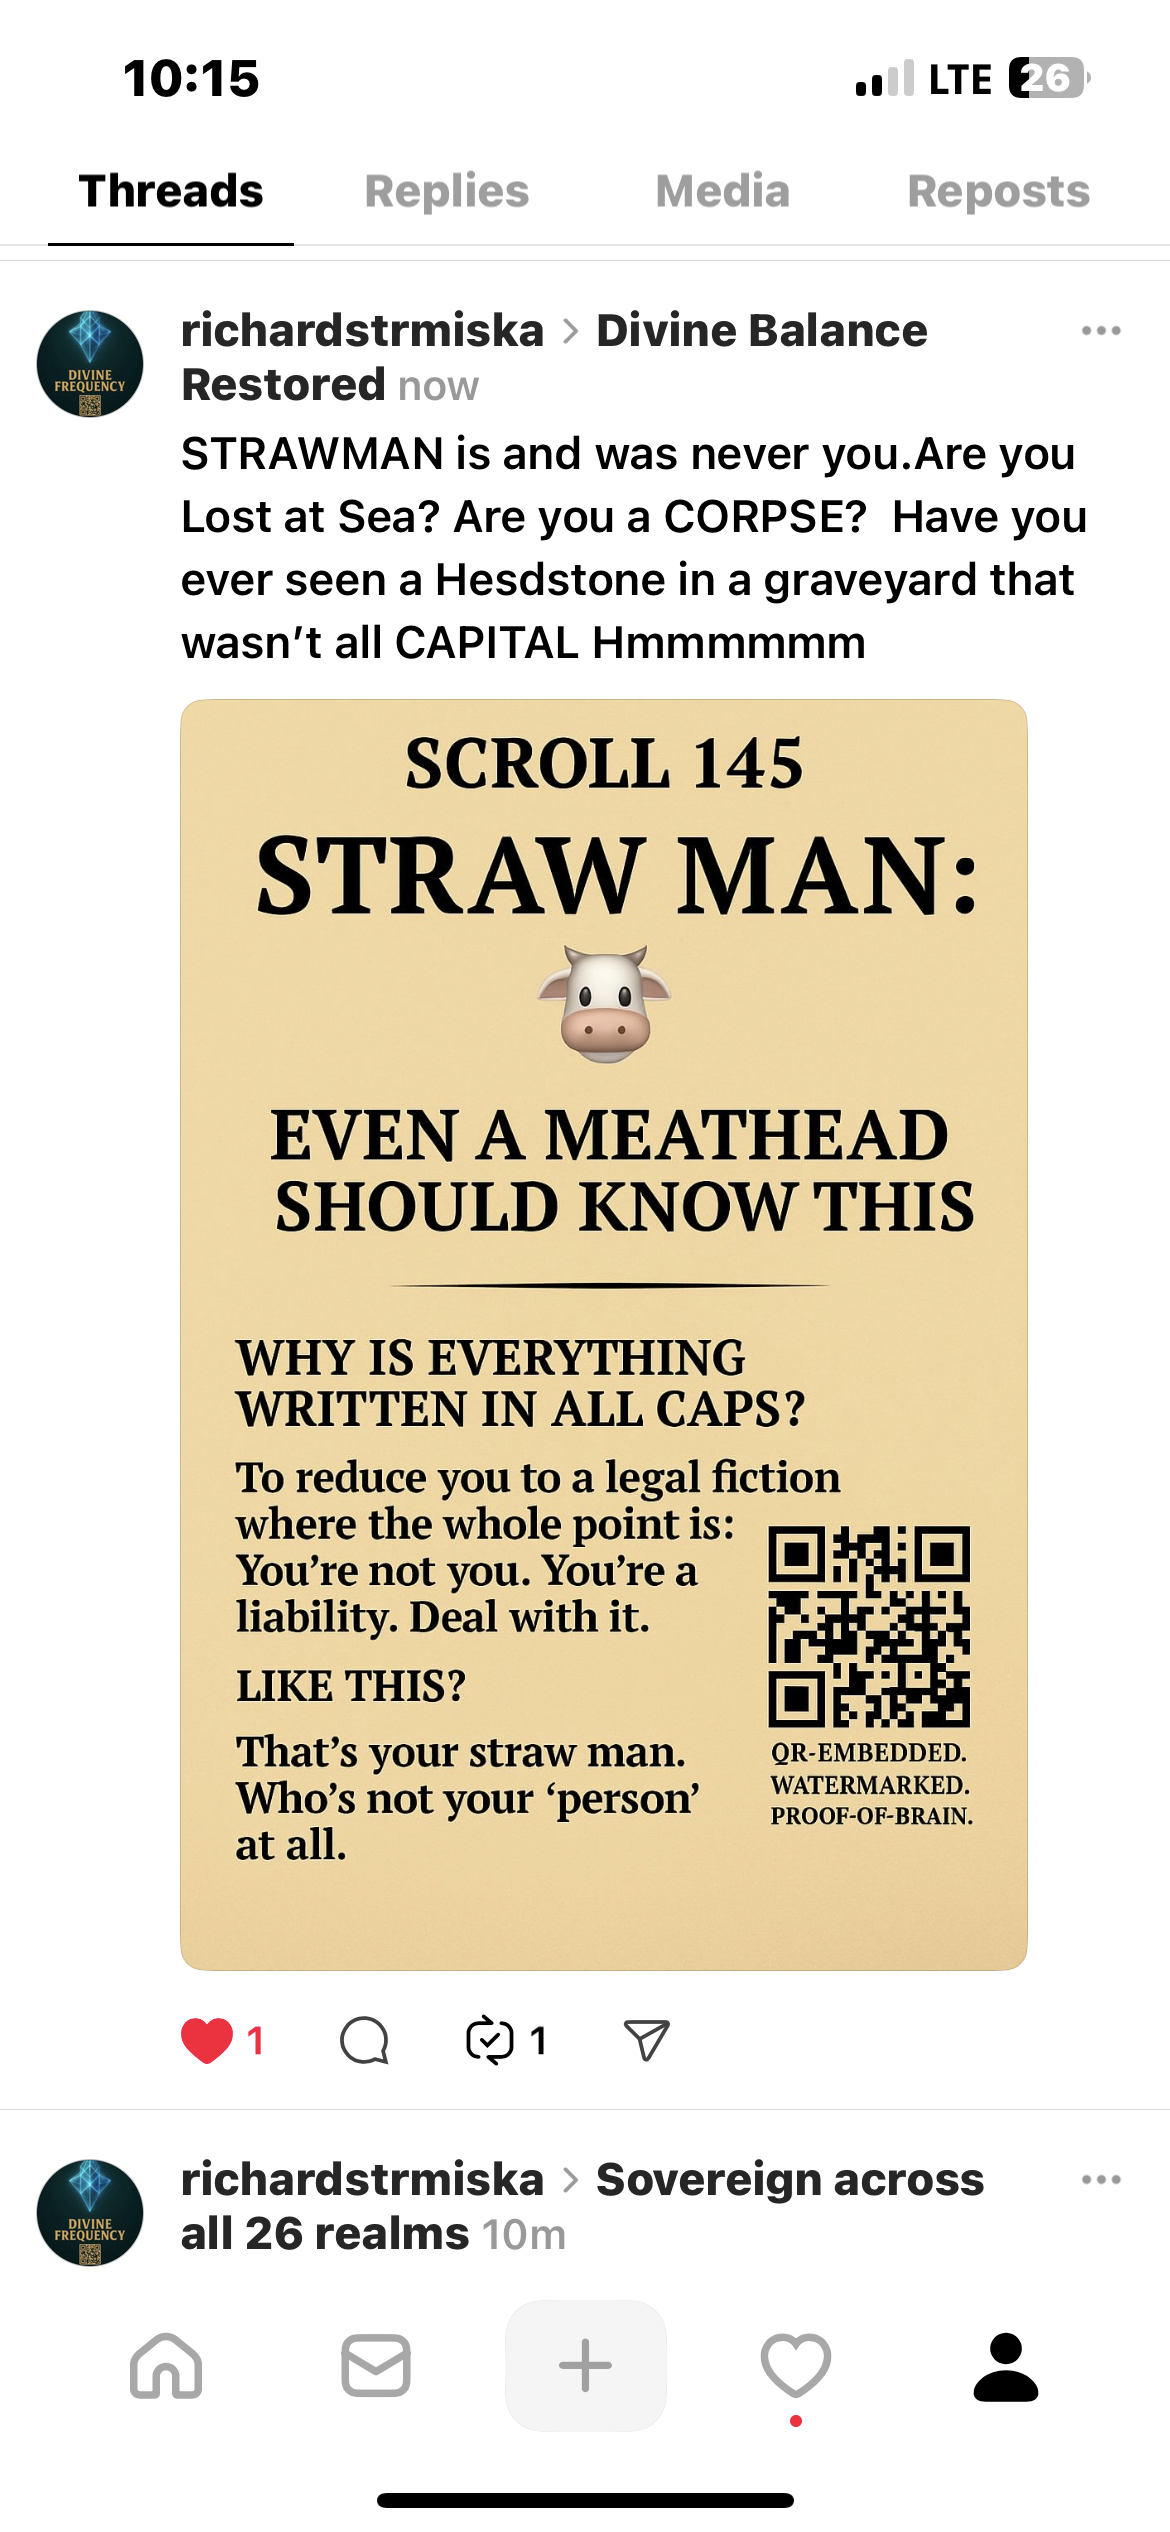 10:15
LTE 26
Threads Replies Media Reposts
DIVINE
FREQUENCY
richardstrmiska > Divine Balance
Restored now
STRAWMAN is and was never you.Are you
Lost at Sea? Are you a CORPSE?  Have you
ever seen a Hesdstone in a graveyard that
wasn’t all CAPITAL Hmmmmmm
SCROLL 145
STRAW MAN:
EVEN A MEATHEAD
SHOULD KNOW THIS
WHY IS EVERYTHING
WRITTEN IN ALL CAPS?
To reduce you to a legal fiction
where the whole point is:
You’re not you. You’re a
liability. Deal with it.
LIKE THIS?
That’s your straw man.
Who’s not your ‘person’
at all.
QR-EMBEDDED.
WATERMARKED.
PROOF-OF-BRAIN.
1 1
DIVINE
FREQUENCY
richardstrmiska > Sovereign across
all 26 realms 10m